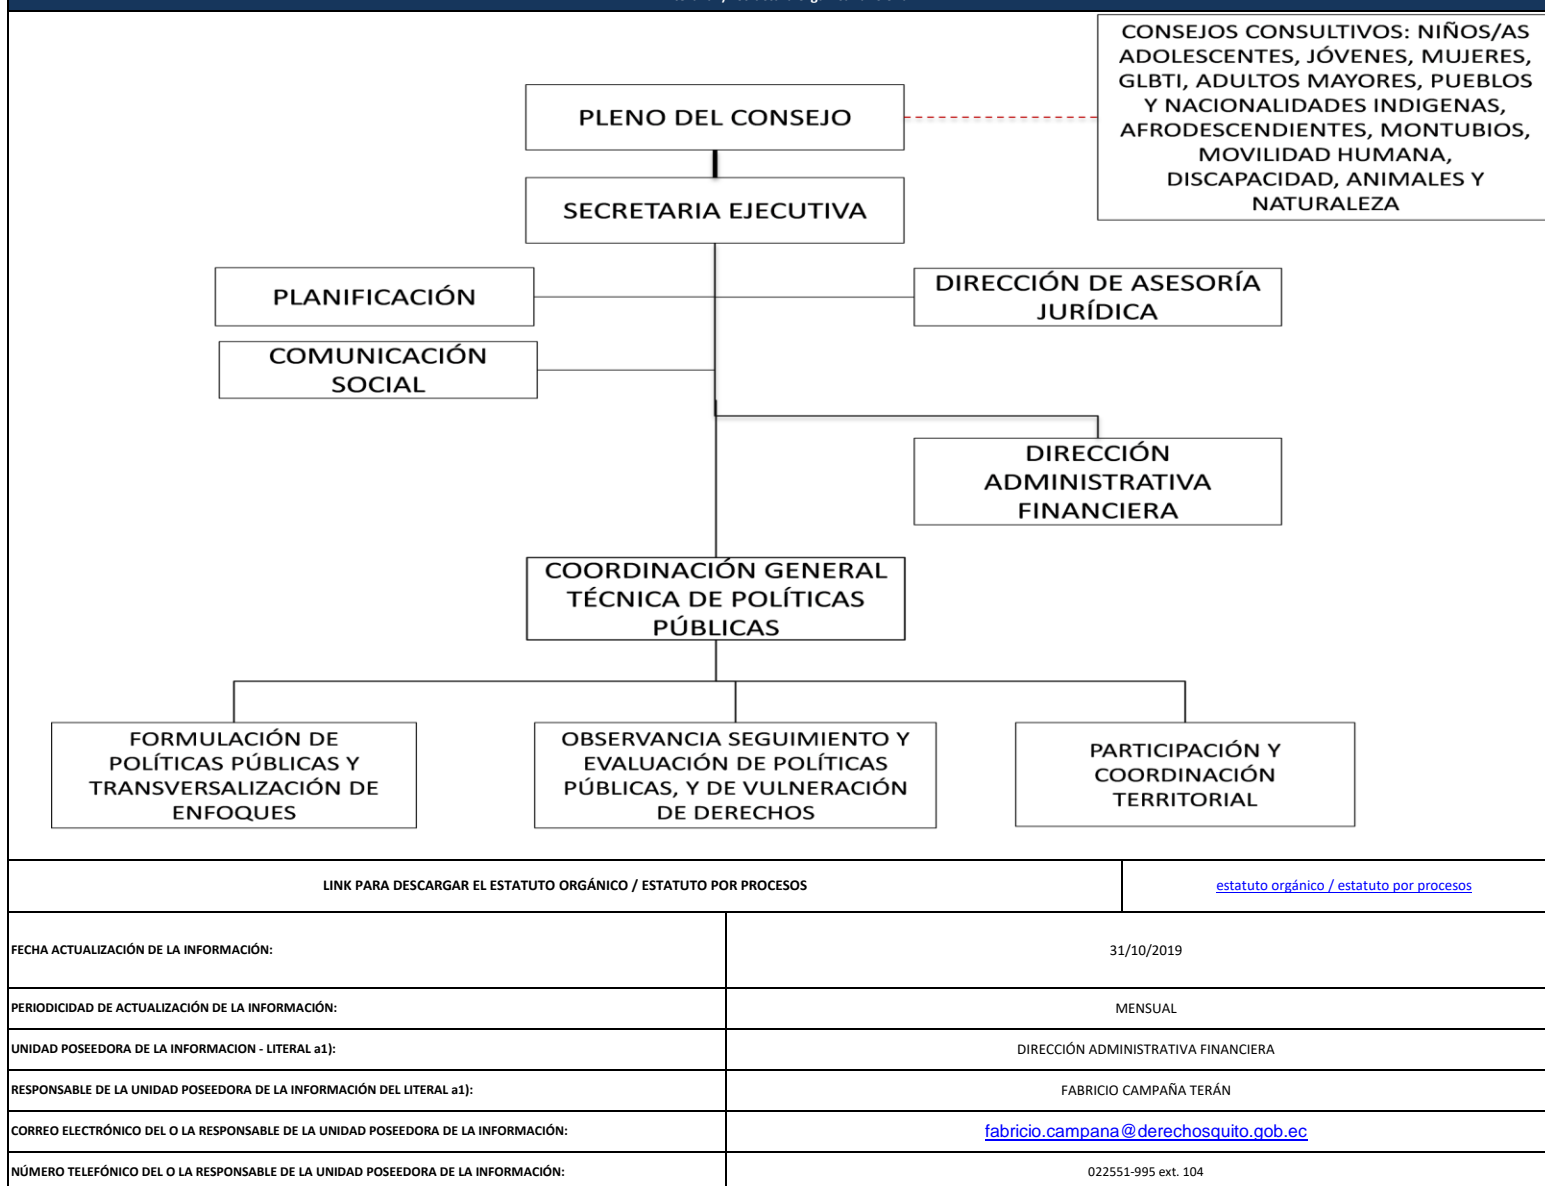 CONSEJOS CONSULTIVOS: NIÑOS/AS
ADOLESCENTES, JÓVENES, MUJERES,
GLBTI, ADULTOS MAYORES, PUEBLOS
Y NACIONALIDADES INDIGENAS,
AFRODESCENDIENTES, MONTUBIOS,
MOVILIDAD HUMANA,
DISCAPACIDAD, ANIMALES Y
NATURALEZA
PLENO DEL CONSEJO
SECRETARIA EJECUTIVA
PLANIFICACIÓN
DIRECCIÓN DE ASESORÍA
JURÍDICA
COMUNICACIÓN
SOCIAL
DIRECCIÓN
ADMINISTRATIVA
FINANCIERA
COORDINACIÓN GENERAL
TÉCNICA DE POLÍTICAS
PÚBLICAS
FORMULACIÓN DE
POLÍTICAS PÚBLICAS Y
TRANSVERSALIZACIÓN DE
ENFOQUES
OBSERVANCIA SEGUIMIENTO Y
EVALUACIÓN DE POLÍTICAS
PÚBLICAS, Y DE VULNERACIÓN
DE DERECHOS
PARTICIPACIÓN Y
COORDINACIÓN
TERRITORIAL
LINK PARA DESCARGAR EL ESTATUTO ORGÁNICO / ESTATUTO POR PROCESOS
estatuto orgánico / estatuto por procesos
FECHA ACTUALIZACIÓN DE LA INFORMACIÓN:
31/10/2019
PERIODICIDAD DE ACTUALIZACIÓN DE LA INFORMACIÓN:
MENSUAL
UNIDAD POSEEDORA DE LA INFORMACION - LITERAL a1):
DIRECCIÓN ADMINISTRATIVA FINANCIERA
RESPONSABLE DE LA UNIDAD POSEEDORA DE LA INFORMACIÓN DEL LITERAL a1):
FABRICIO CAMPAÑA TERÁN
CORREO ELECTRÓNICO DEL O LA RESPONSABLE DE LA UNIDAD POSEEDORA DE LA INFORMACIÓN:
fabricio.campana@derechosquito.gob.ec
NÚMERO TELEFÓNICO DEL O LA RESPONSABLE DE LA UNIDAD POSEEDORA DE LA INFORMACIÓN:
022551-995 ext. 104